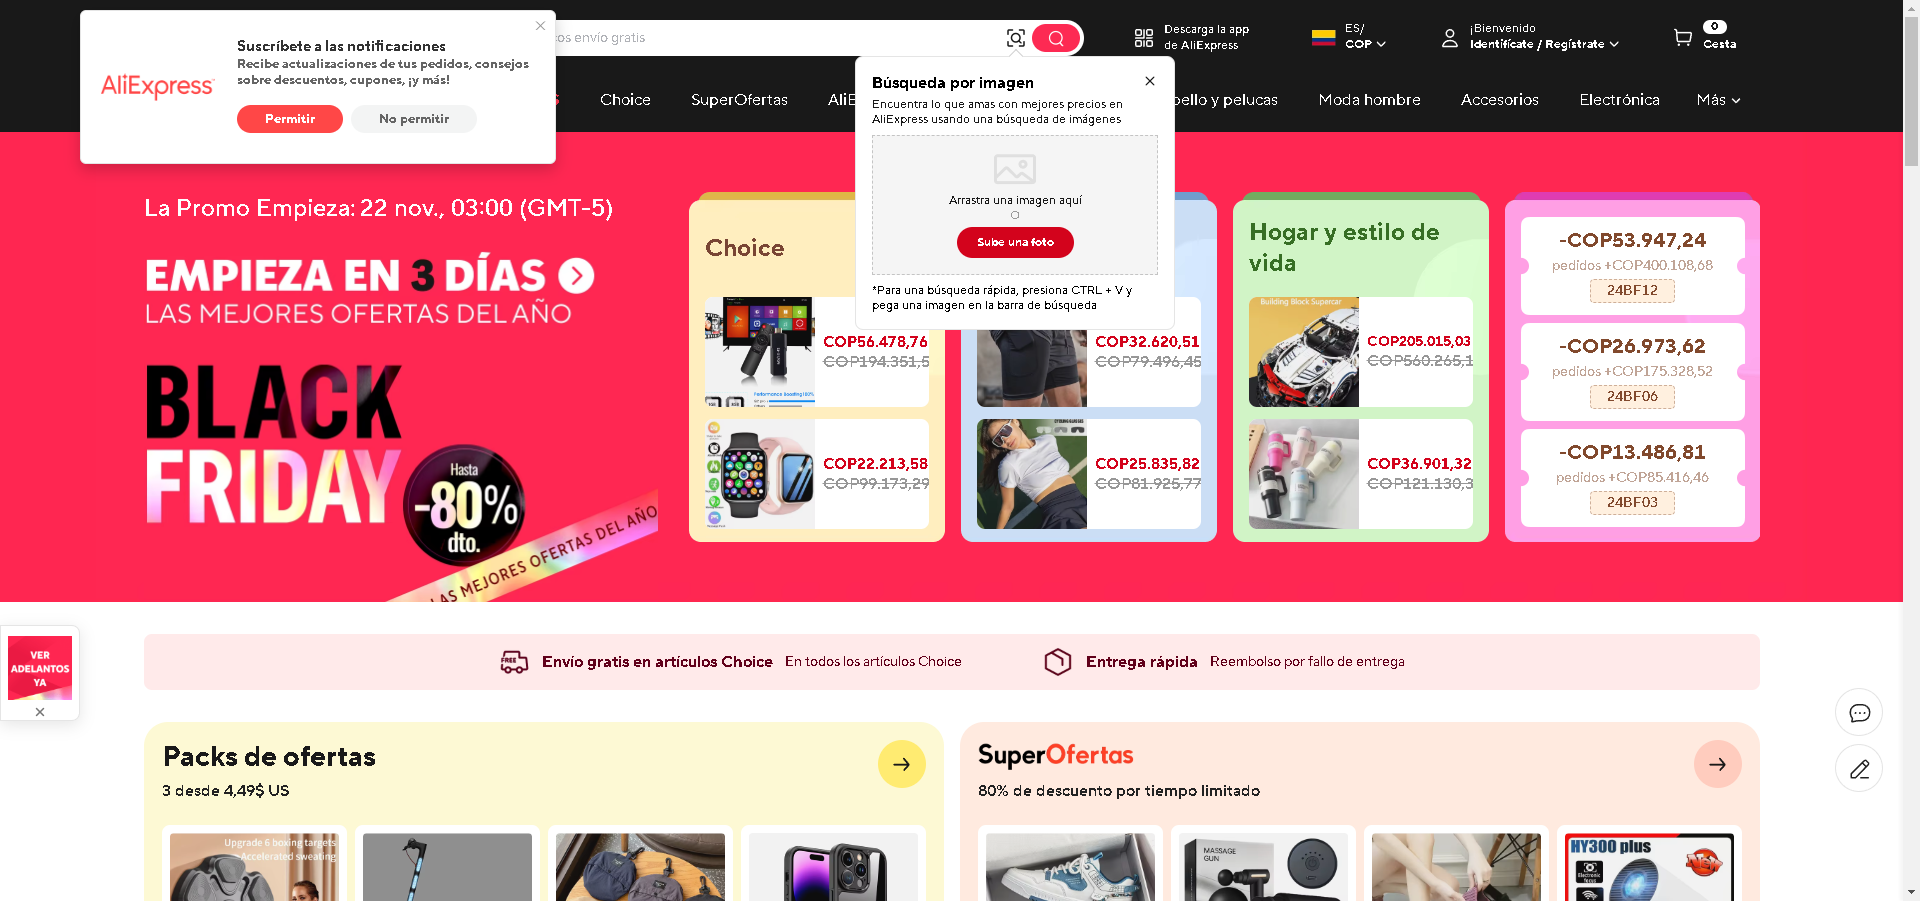 Suscríbete a las notificaciones
Recibe actualizaciones de tus pedidos, consejos
sobre descuentos, cupones, ¡y más!
AliExpress
Permitir
No permitir
os envío gratis
Descarga la app
de AliExpress
ES/
COP
¡Bienvenido
Identifícate / Regístrate
0
Cesta
Choice
SuperOfertas
AliE
ello y pelucas
Moda hombre
Accesorios
Electrónica
Más
Búsqueda por imagen
Encuentra lo que amas con mejores precios en
AliExpress usando una búsqueda de imágenes
Arrastra una imagen aquí
O
Sube una foto
*Para una búsqueda rápida, presiona CTRL + V y
pega una imagen en la barra de búsqueda
La Promo Empieza: 22 nov., 03:00 (GMT-5)
EMPIEZA EN 3 DÍAS
LAS MEJORES OFERTAS DEL AÑO
BLACK
FRIDAY
Hasta
-80%
dto.
LAS MEJORES OFERTAS DEL AÑO
Choice
COP56.478,76
COP194.351,5
COP22.213,58
COP99.173,29
COP32.620,51
COP79.496,45
COP25.835,82
COP81.925,77
Hogar y estilo de
vida
Building Block Supercar
COP205.015,03
COP560.265,1
COP36.901,32
COP121.130,3
-COP53.947,24
pedidos +COP400.108,68
24BF12
-COP26.973,62
pedidos +COP175.328,52
24BF06
-COP13.486,81
pedidos +COP85.416,46
24BF03
VER
ADELANTOS
YA
FREE
Envío gratis en artículos Choice
En todos los artículos Choice
Entrega rápida
Reembolso por fallo de entrega
Packs de ofertas
3 desde 4,49$ US
Upgrade 6 boxing targets
Accelerated sweating
SuperOfertas
80% de descuento por tiempo limitado
MASSAGE
GUN
HY300 plus
Electronic
focus
NEW